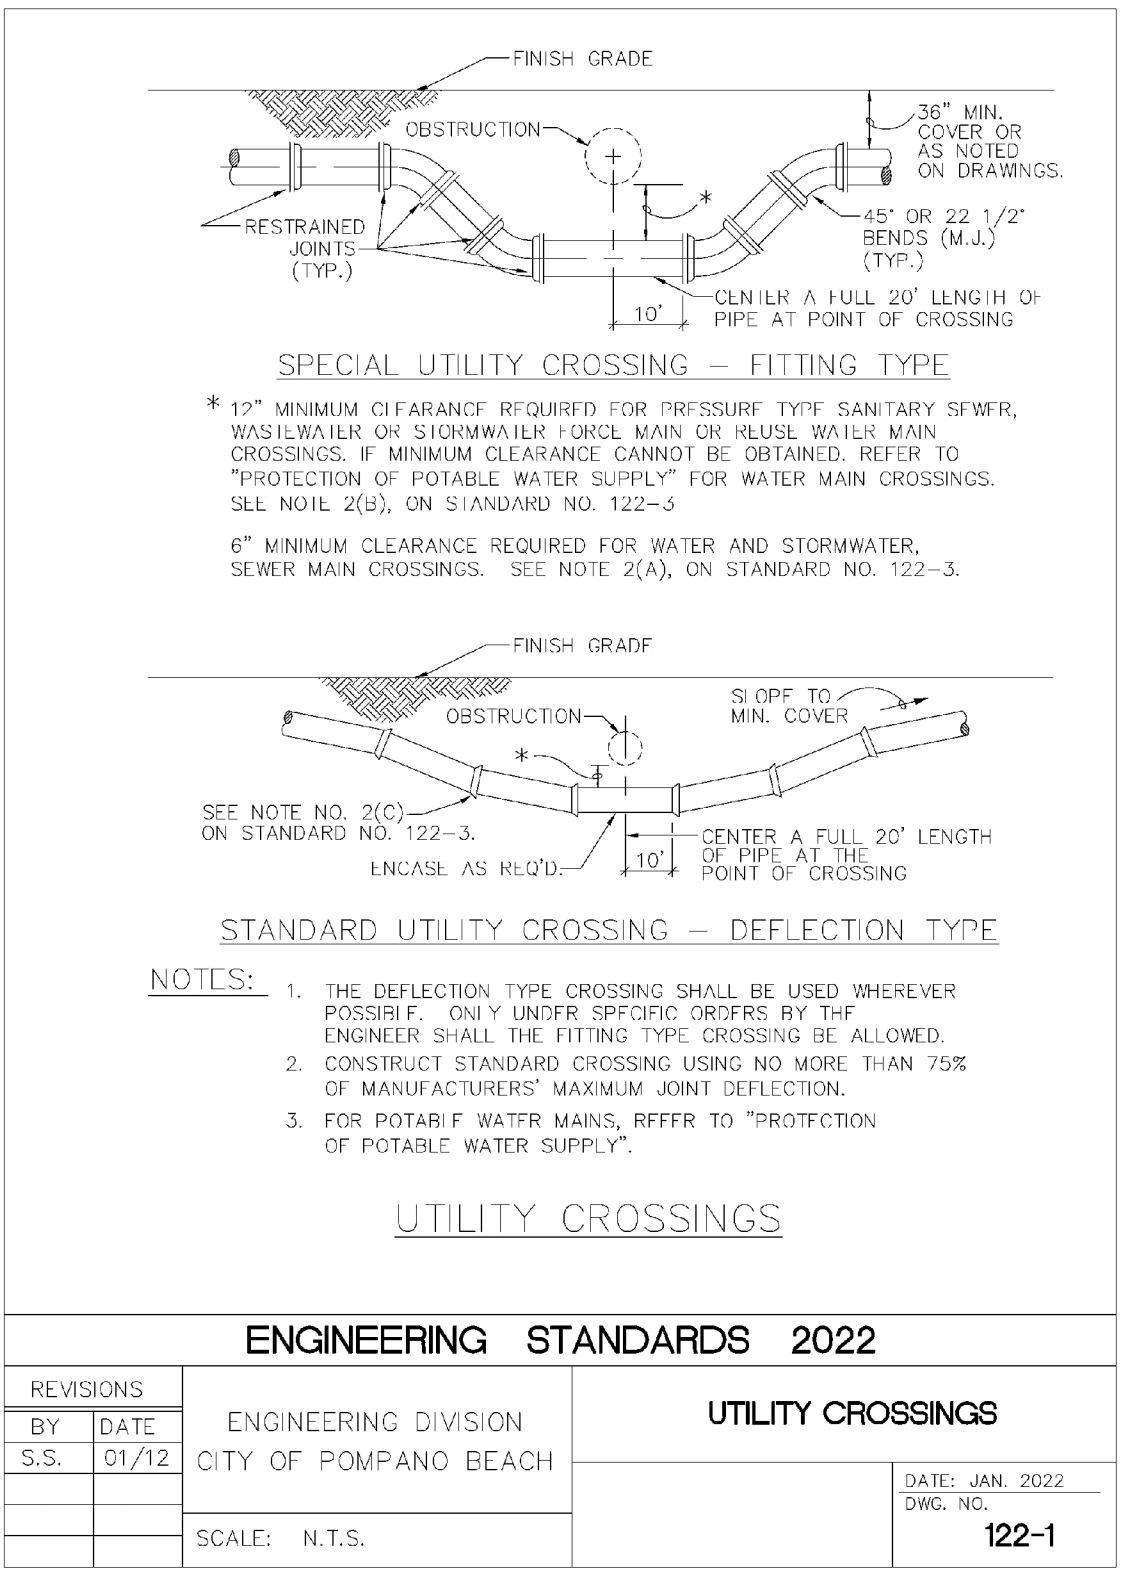 FINISH GRADE
36" MIN.
COVER OR
AS NOTED
ON DRAWINGS.
OBSTRUCTION
*
RESTRAINED
JOINTS
(TYP.)
45° OR 22 1/2°
BENDS (M.J.)
(TYP.)
10'
CENTER A FULL 20' LENGTH OF
PIPE AT POINT OF CROSSING
SPECIAL UTILITY CROSSING – FITTING TYPE
* 12" MINIMUM CLEARANCE REQUIRED FOR PRESSURE TYPE SANITARY SEWER,
WASTEWATER OR STORMWATER FORCE MAIN OR REUSE WATER MAIN
CROSSINGS. IF MINIMUM CLEARANCE CANNOT BE OBTAINED. REFER TO
"PROTECTION OF POTABLE WATER SUPPLY" FOR WATER MAIN CROSSINGS.
SEE NOTE 2(B), ON STANDARD NO. 122–3
6" MINIMUM CLEARANCE REQUIRED FOR WATER AND STORMWATER,
SEWER MAIN CROSSINGS. SEE NOTE 2(A), ON STANDARD NO. 122–3.
FINISH GRADE
SLOPE TO
MIN. COVER
OBSTRUCTION
*
SEE NOTE NO. 2(C)
ON STANDARD NO. 122–3.
ENCASE AS REQ'D.
10'
CENTER A FULL 20' LENGTH
OF PIPE AT THE
POINT OF CROSSING
STANDARD UTILITY CROSSING – DEFLECTION TYPE
NOTES:
1. THE DEFLECTION TYPE CROSSING SHALL BE USED WHEREVER
POSSIBLE. ONLY UNDER SPECIFIC ORDERS BY THE
ENGINEER SHALL THE FITTING TYPE CROSSING BE ALLOWED.
2. CONSTRUCT STANDARD CROSSING USING NO MORE THAN 75%
OF MANUFACTURERS' MAXIMUM JOINT DEFLECTION.
3. FOR POTABLE WATER MAINS, REFER TO "PROTECTION
OF POTABLE WATER SUPPLY".
UTILITY CROSSINGS
ENGINEERING STANDARDS 2022
REVISIONS
BY DATE
S.S. 01/12
ENGINEERING DIVISION
CITY OF POMPANO BEACH
SCALE: N.T.S.
UTILITY CROSSINGS
DATE: JAN. 2022
DWG. NO.
122-1